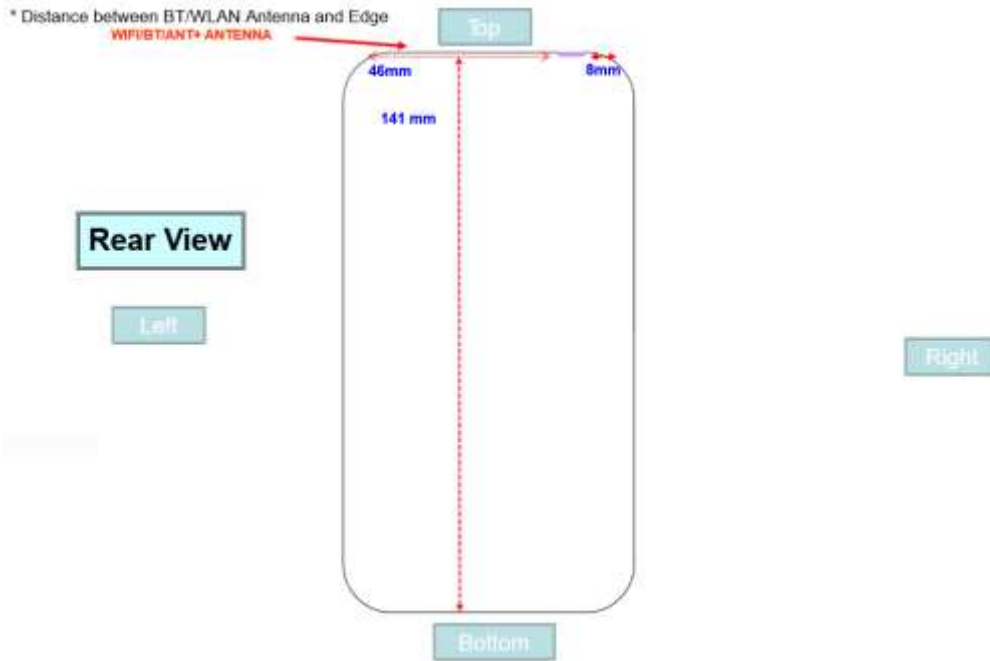 * Distance between BT/WLAN Antenna and Edge
Top
WIFI/BT/ANT+ ANTENNA
46mm
8mm
141 mm
Rear View
Left
Right
Bottom